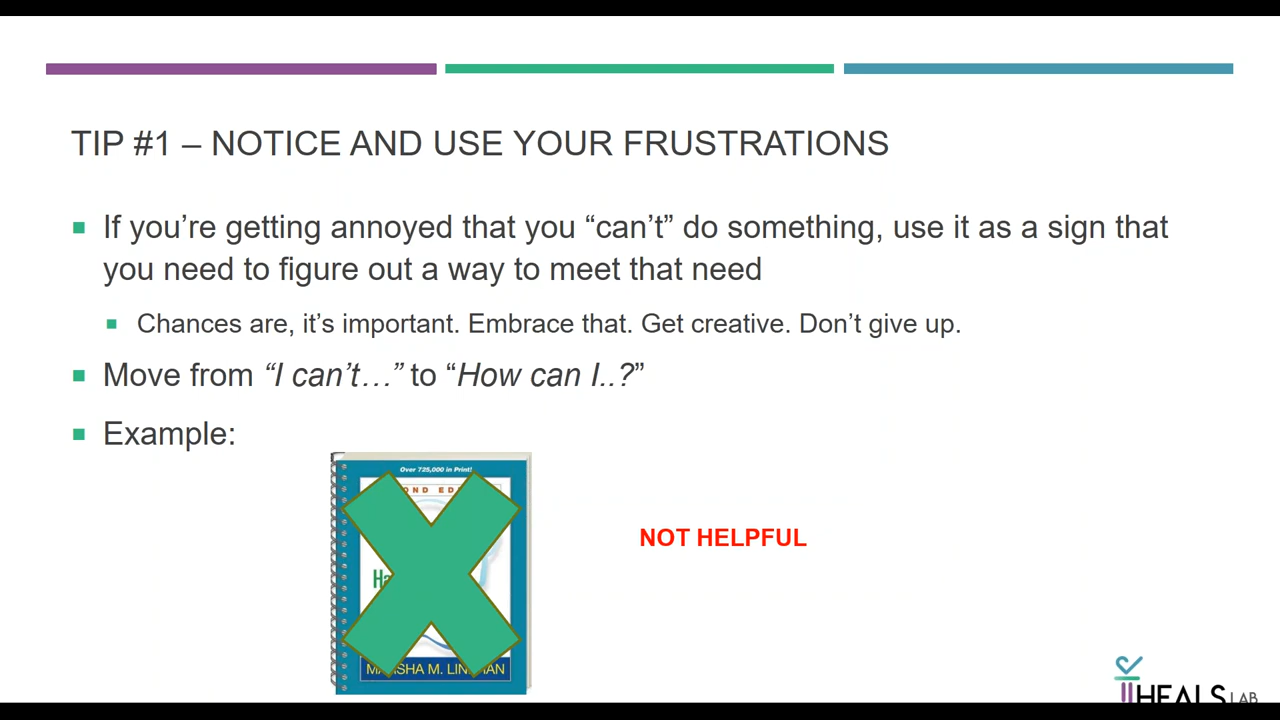 TIP #1 – NOTICE AND USE YOUR FRUSTRATIONS
If you’re getting annoyed that you “can’t” do something, use it as a sign that
you need to figure out a way to meet that need
Chances are, it’s important. Embrace that. Get creative. Don’t give up.
Move from “I can’t…” to “How can I..?”
Example:
Over 725,000 in Print!
NOT HELPFUL
MARSHA M.
HEALS LAB